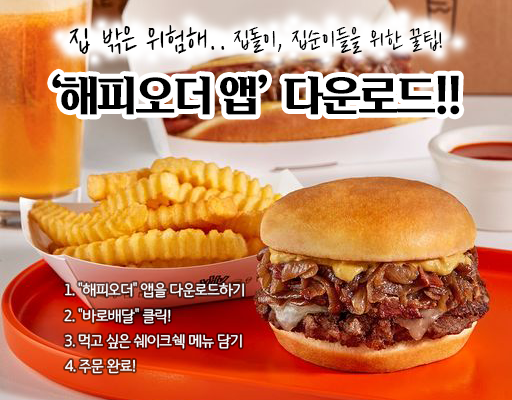 집 밖은 위험해.. 집돌이, 집순이들을 위한 꿀팁!
'해피오더 앱' 다운로드!!
1. "해피오더" 앱을 다운로드하기
2. "바로배달" 클릭!
3. 먹고 싶은 쉐이크쉑 메뉴 담기
4. 주문 완료!